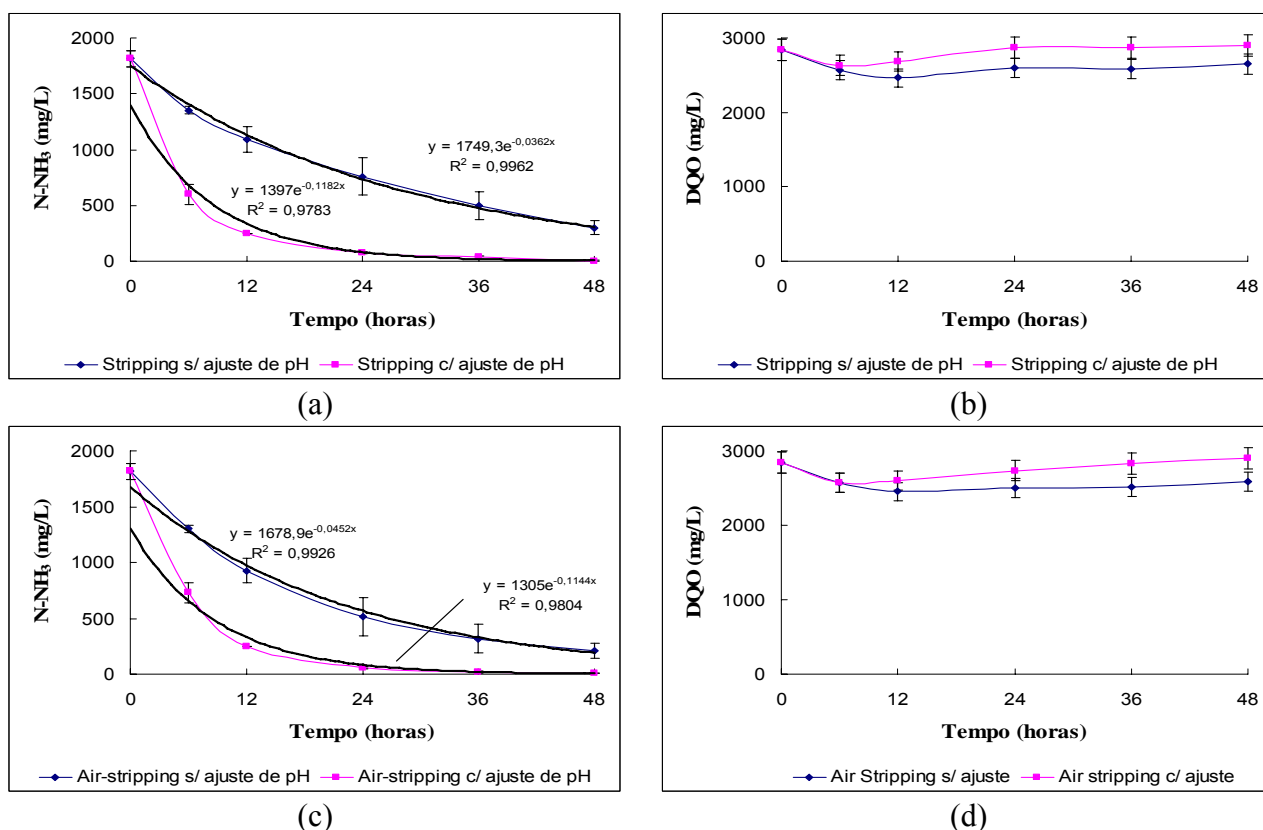 2000
1500
1000
500
0
N-NH₃ (mg/L)
y = 1749,3e^-0,0362x
R² = 0,9962
y = 1397e^-0,1182x
R² = 0,9783
0 12 24 36 48
Tempo (horas)
Stripping s/ ajuste de pH Stripping c/ ajuste de pH
(a)
3000
2000
1000
0
DQO (mg/L)
0 12 24 36 48
Tempo (horas)
Stripping s/ ajuste de pH Stripping c/ ajuste de pH
(b)
2000
1500
1000
500
0
N-NH₃ (mg/L)
y = 1678,9e^-0,0452x
R² = 0,9926
y = 1305e^-0,1144x
R² = 0,9804
0 12 24 36 48
Tempo (horas)
Air-stripping s/ ajuste de pH Air-stripping c/ ajuste de pH
(c)
3000
2000
1000
0
DQO (mg/L)
0 12 24 36 48
Tempo (horas)
Air Stripping s/ ajuste Air stripping c/ ajuste
(d)